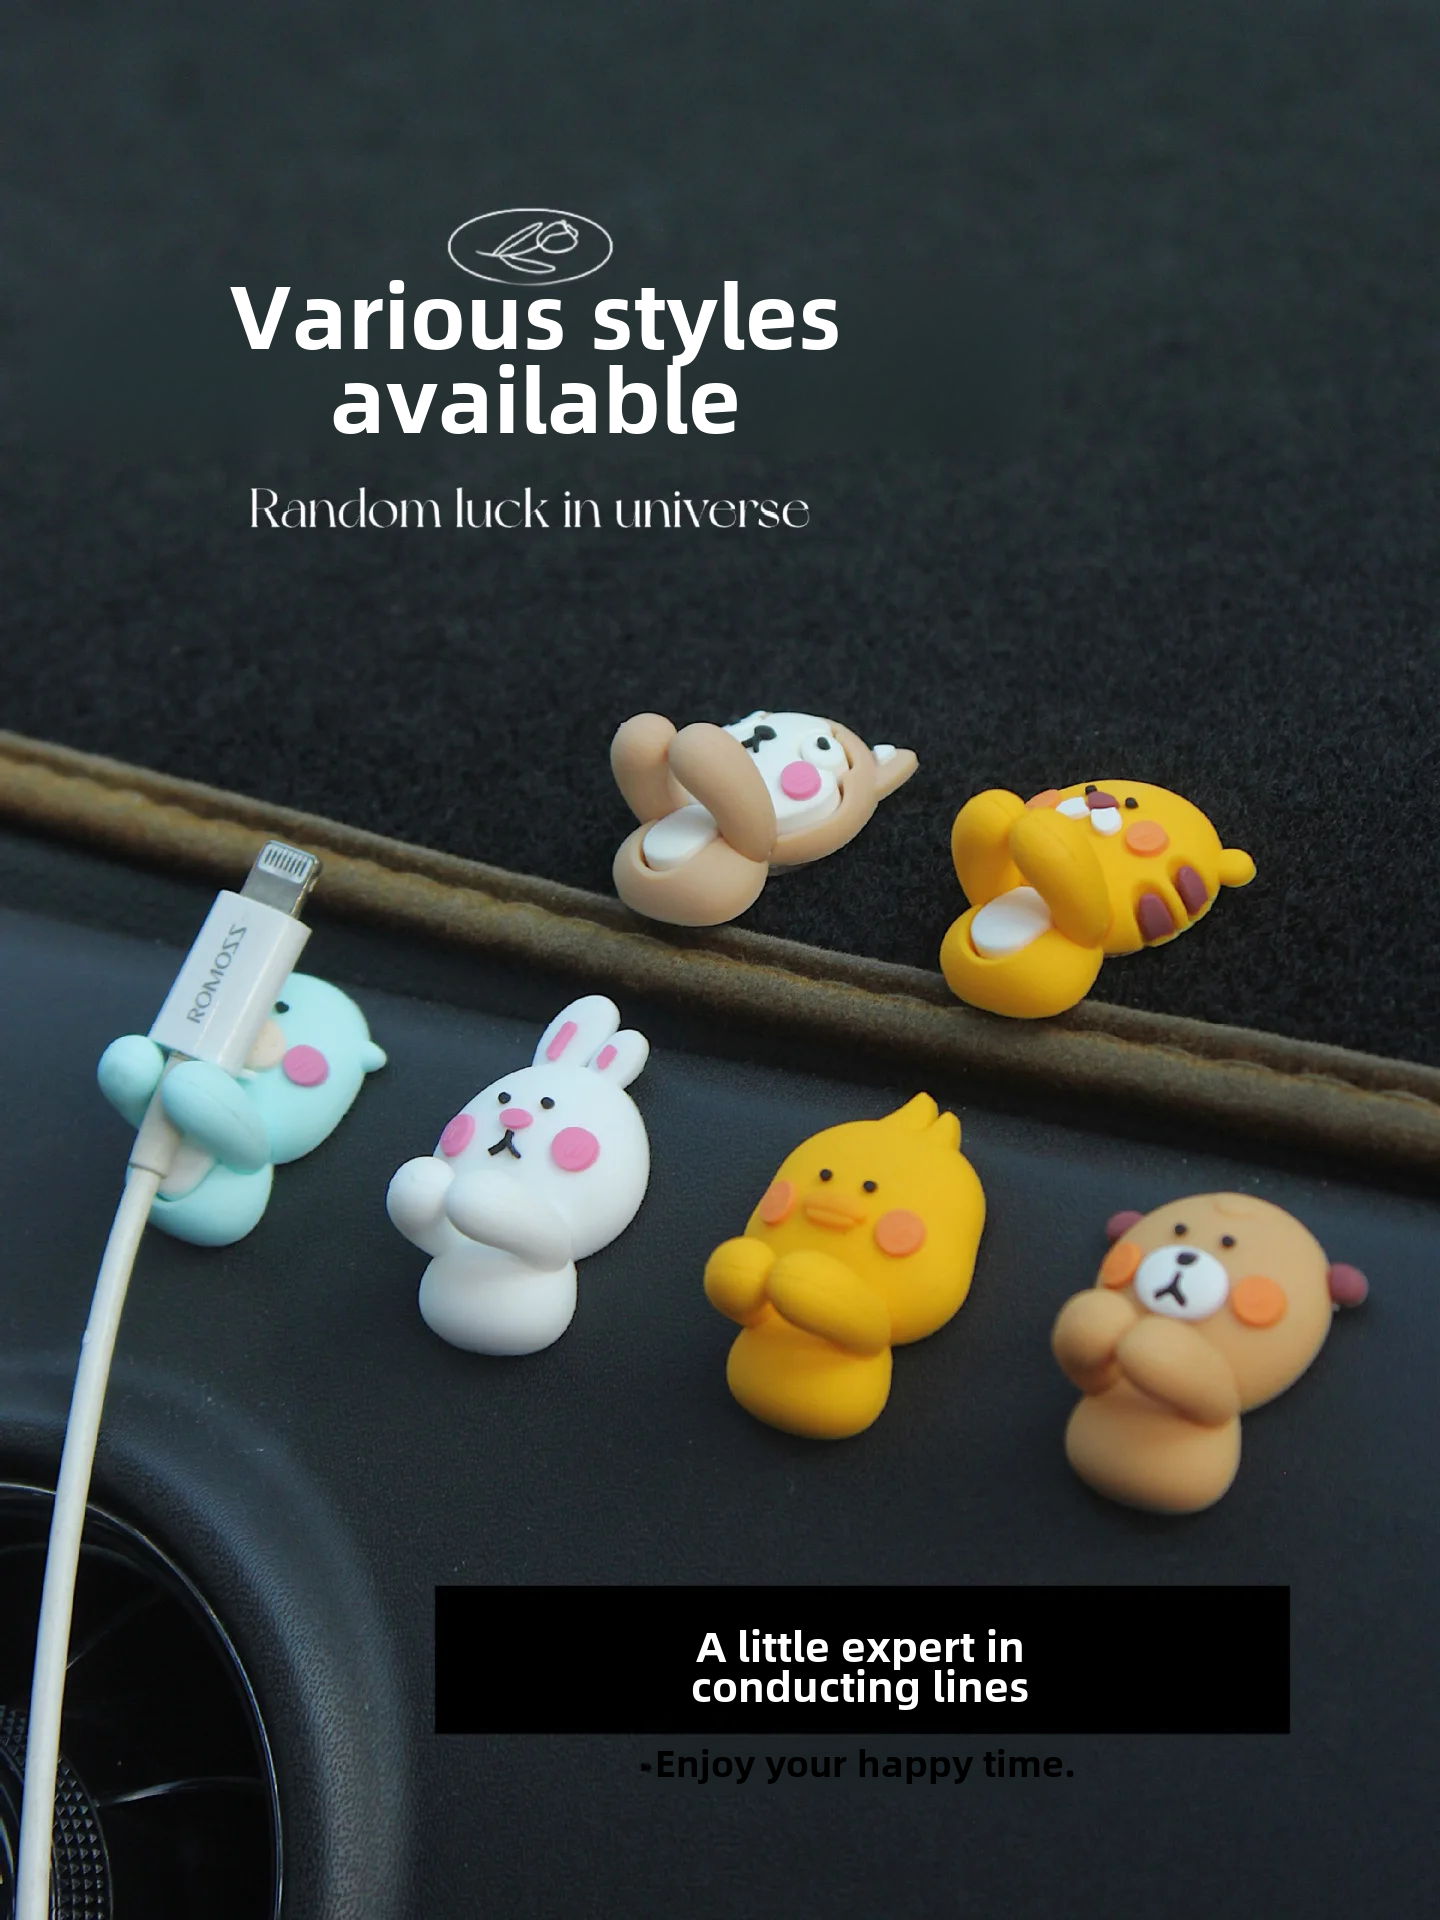 Various styles
available
Random luck in universe
ROMOSS
A little expert in
conducting lines
Enjoy your happy time.